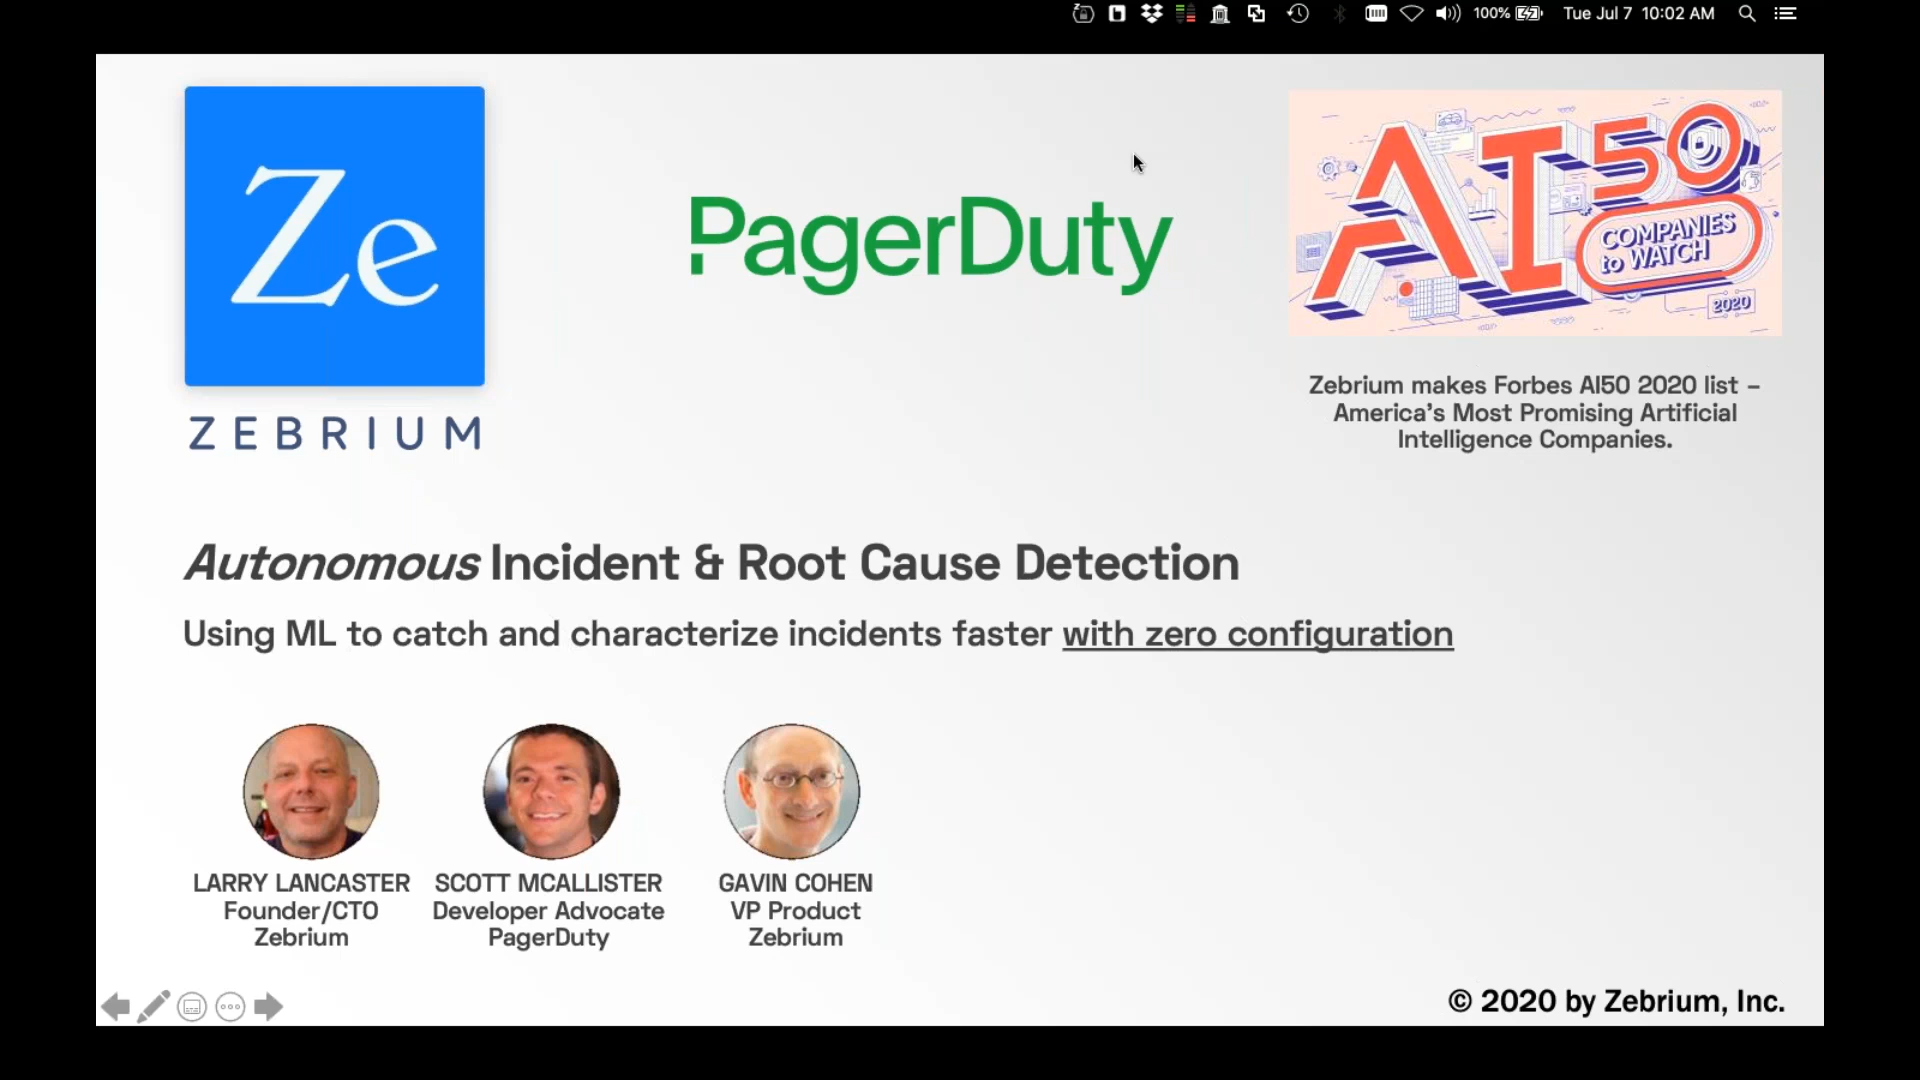 100% Tue Jul 7 10:02 AM
Ze
ZEBRIUM
PagerDuty
AI50
COMPANIES
to WATCH
2020
Zebrium makes Forbes AI50 2020 list –
America's Most Promising Artificial
Intelligence Companies.
Autonomous Incident & Root Cause Detection
Using ML to catch and characterize incidents faster with zero configuration
LARRY LANCASTER
Founder/CTO
Zebrium
SCOTT MCALLISTER
Developer Advocate
PagerDuty
GAVIN COHEN
VP Product
Zebrium
© 2020 by Zebrium, Inc.